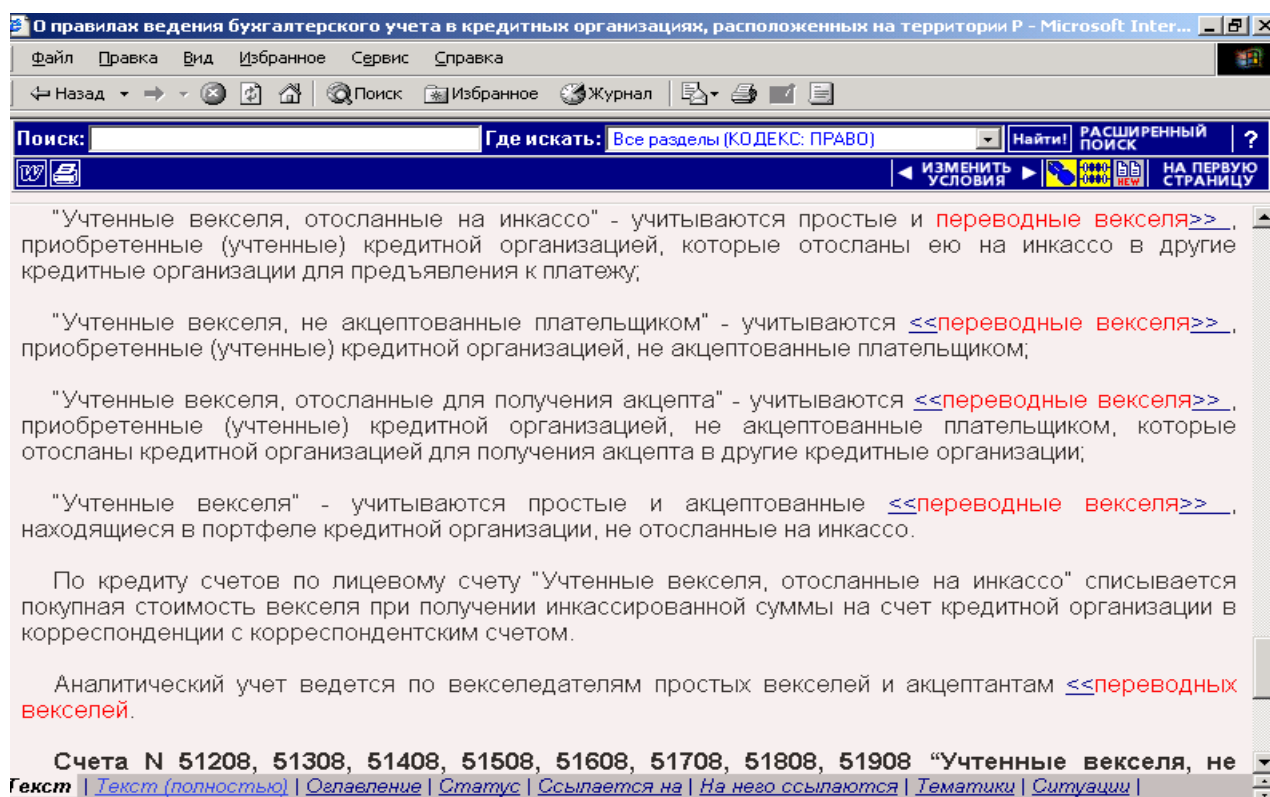 О правилах ведения бухгалтерского учета в кредитных организациях, расположенных на территории Р - Microsoft Inter...
Файл Правка Вид Избранное Сервис Справка
Назад Поиск Избранное Журнал
Поиск: Где искать: Все разделы (КОДЕКС: ПРАВО) Найти! РАСШИРЕННЫЙ ПОИСК ?
W ИЗМЕНИТЬ УСЛОВИЯ NEW НА ПЕРВУЮ СТРАНИЦУ
"Учтенные векселя, отосланные на инкассо" - учитываются простые и переводные векселя>> ,
приобретенные (учтенные) кредитной организацией, которые отосланы ею на инкассо в другие
кредитные организации для предъявления к платежу;
"Учтенные векселя, не акцептованные плательщиком" - учитываются <<переводные векселя>> ,
приобретенные (учтенные) кредитной организацией, не акцептованные плательщиком;
"Учтенные векселя, отосланные для получения акцепта" - учитываются <<переводные векселя>> ,
приобретенные (учтенные) кредитной организацией, не акцептованные плательщиком, которые
отосланы кредитной организацией для получения акцепта в другие кредитные организации;
"Учтенные векселя" - учитываются простые и акцептованные <<переводные векселя>> ,
находящиеся в портфеле кредитной организации, не отосланные на инкассо.
По кредиту счетов по лицевому счету "Учтенные векселя, отосланные на инкассо" списывается
покупная стоимость векселя при получении инкассированной суммы на счет кредитной организации в
корреспонденции с корреспондентским счетом.
Аналитический учет ведется по векселедателям простых векселей и акцептантам <<переводных
векселей.
Счета N 51208, 51308, 51408, 51508, 51608, 51708, 51808, 51908 “Учтенные векселя, не
Текст | Текст (полностью) | Оглавление | Статус | Ссылается на | На него ссылаются | Тематики | Ситуации |